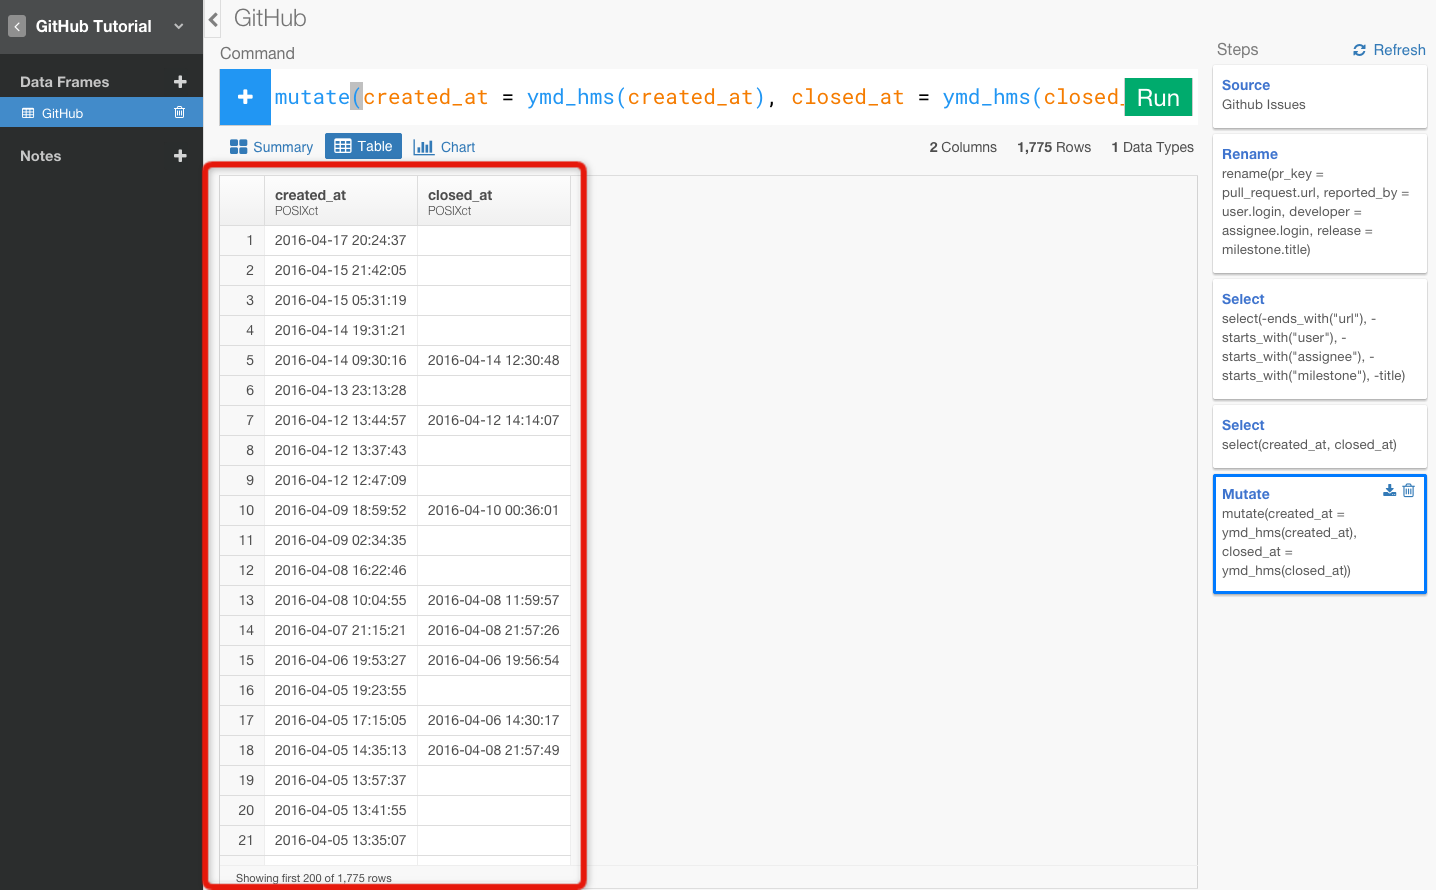 GitHub Tutorial
Data Frames
GitHub
Notes
GitHub
Command
mutate(created_at = ymd_hms(created_at), closed_at = ymd_hms(closed_
Run
Summary
Table
Chart
2 Columns 1,775 Rows 1 Data Types
created_at closed_at
POSIXct POSIXct
1 2016-04-17 20:24:37
2 2016-04-15 21:42:05
3 2016-04-15 05:31:19
4 2016-04-14 19:31:21
5 2016-04-14 09:30:16 2016-04-14 12:30:48
6 2016-04-13 23:13:28
7 2016-04-12 13:44:57 2016-04-12 14:14:07
8 2016-04-12 13:37:43
9 2016-04-12 12:47:09
10 2016-04-09 18:59:52 2016-04-10 00:36:01
11 2016-04-09 02:34:35
12 2016-04-08 16:22:46
13 2016-04-08 10:04:55 2016-04-08 11:59:57
14 2016-04-07 21:15:21 2016-04-08 21:57:26
15 2016-04-06 19:53:27 2016-04-06 19:56:54
16 2016-04-05 19:23:55
17 2016-04-05 17:15:05 2016-04-06 14:30:17
18 2016-04-05 14:35:13 2016-04-08 21:57:49
19 2016-04-05 13:57:37
20 2016-04-05 13:41:55
21 2016-04-05 13:35:07
Showing first 200 of 1,775 rows
Steps
Refresh
Source
Github Issues
Rename
rename(pr_key =
pull_request.url, reported_by =
user.login, developer =
assignee.login, release =
milestone.title)
Select
select(-ends_with("url"), -
starts_with("user"), -
starts_with("assignee"), -
starts_with("milestone"), -title)
Select
select(created_at, closed_at)
Mutate
mutate(created_at =
ymd_hms(created_at),
closed_at =
ymd_hms(closed_at))